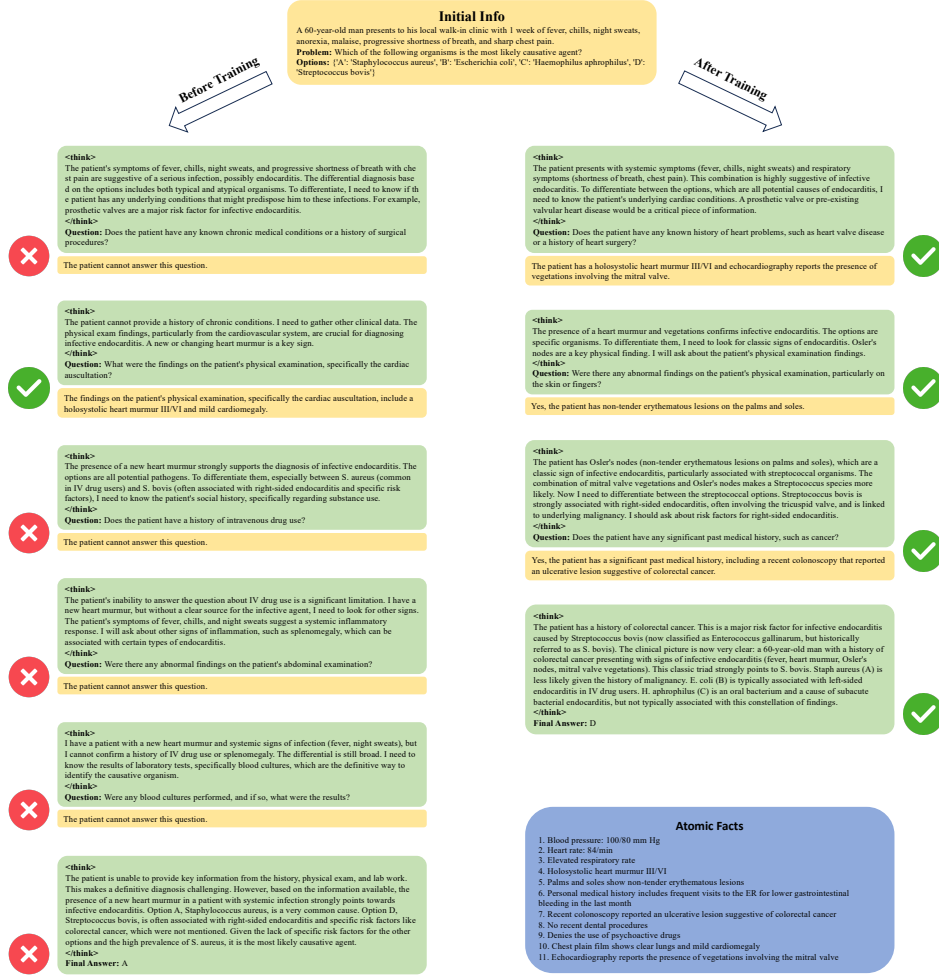 Initial Info
A 60-year-old man presents to his local walk-in clinic with 1 week of fever, chills, night sweats,
anorexia, malaise, progressive shortness of breath, and sharp chest pain.
Problem: Which of the following organisms is the most likely causative agent?
Options: {'A': 'Staphylococcus aureus', 'B': 'Escherichia coli', 'C': 'Haemophilus aphrophilus', 'D':
'Streptococcus bovis'}
Before Training
After Training
<think>
The patient's symptoms of fever, chills, night sweats, and progressive shortness of breath with che
st pain are suggestive of a serious infection, possibly endocarditis. The differential diagnosis base
d on the options includes both typical and atypical organisms. To differentiate, I need to know if th
e patient has any underlying conditions that might predispose him to these infections. For example,
prosthetic valves are a major risk factor for infective endocarditis.
</think>
Question: Does the patient have any known chronic medical conditions or a history of surgical
procedures?
The patient cannot answer this question.
<think>
The patient cannot provide a history of chronic conditions. I need to gather other clinical data. The
physical exam findings, particularly from the cardiovascular system, are crucial for diagnosing
infective endocarditis. A new or changing heart murmur is a key sign.
</think>
Question: What were the findings on the patient's physical examination, specifically the cardiac
auscultation?
The findings on the patient's physical examination, specifically the cardiac auscultation, include a
holosystolic heart murmur III/VI and mild cardiomegaly.
<think>
The presence of a new heart murmur strongly supports the diagnosis of infective endocarditis. The
options are all potential pathogens. To differentiate them, especially between S. aureus (common
in IV drug users) and S. bovis (often associated with right-sided endocarditis and specific risk
factors), I need to know the patient's social history, specifically regarding substance use.
</think>
Question: Does the patient have a history of intravenous drug use?
The patient cannot answer this question.
<think>
The patient's inability to answer the question about IV drug use is a significant limitation. I have a
new heart murmur, but without a clear source for the infective agent, I need to look for other signs.
The patient's symptoms of fever, chills, and night sweats suggest a systemic inflammatory
response. I will ask about other signs of inflammation, such as splenomegaly, which can be
associated with certain types of endocarditis.
</think>
Question: Were there any abnormal findings on the patient's abdominal examination?
The patient cannot answer this question.
<think>
I have a patient with a new heart murmur and systemic signs of infection (fever, night sweats), but
I cannot confirm a history of IV drug use or splenomegaly. The differential is still broad. I need to
know the results of laboratory tests, specifically blood cultures, which are the definitive way to
identify the causative organism.
</think>
Question: Were any blood cultures performed, and if so, what were the results?
The patient cannot answer this question.
<think>
The patient is unable to provide key information from the history, physical exam, and lab work.
This makes a definitive diagnosis challenging. However, based on the information available, the
presence of a new heart murmur in a patient with systemic infection strongly points towards
infective endocarditis. Option A, Staphylococcus aureus, is a very common cause. Option D,
Streptococcus bovis, is often associated with right-sided endocarditis and specific risk factors like
colorectal cancer, which were not mentioned. Given the lack of specific risk factors for the other
options and the high prevalence of S. aureus, it is the most likely causative agent.
</think>
Final Answer: A
<think>
The patient presents with systemic symptoms (fever, chills, night sweats) and respiratory
symptoms (shortness of breath, chest pain). This combination is highly suggestive of infective
endocarditis. To differentiate between the options, which are all potential causes of endocarditis, I
need to know the patient's underlying cardiac conditions. A prosthetic valve or pre-existing
valvular heart disease would be a critical piece of information.
</think>
Question: Does the patient have any known history of heart problems, such as heart valve disease
or a history of heart surgery?
The patient has a holosystolic heart murmur III/VI and echocardiography reports the presence of
vegetations involving the mitral valve.
<think>
The presence of a heart murmur and vegetations confirms infective endocarditis. The options are
specific organisms. To differentiate them, I need to look for classic signs of endocarditis. Osler's
nodes are a key physical finding. I will ask about the patient's physical examination findings.
</think>
Question: Were there any abnormal findings on the patient's physical examination, particularly on
the skin or fingers?
Yes, the patient has non-tender erythematous lesions on the palms and soles.
<think>
The patient has Osler's nodes (non-tender erythematous lesions on palms and soles), which are a
classic sign of infective endocarditis, particularly associated with streptococcal organisms. The
combination of mitral valve vegetations and Osler's nodes makes a Streptococcus species more
likely. Now I need to differentiate between the streptococcal options. Streptococcus bovis is
strongly associated with right-sided endocarditis, often involving the tricuspid valve, and is linked
to underlying malignancy. I should ask about risk factors for right-sided endocarditis.
</think>
Question: Does the patient have any significant past medical history, such as cancer?
Yes, the patient has a significant past medical history, including a recent colonoscopy that reported
an ulcerative lesion suggestive of colorectal cancer.
<think>
The patient has a history of colorectal cancer. This is a major risk factor for infective endocarditis
caused by Streptococcus bovis (now classified as Enterococcus gallinarum, but historically
referred to as S. bovis). The clinical picture is now very clear: a 60-year-old man with a history of
colorectal cancer presenting with signs of infective endocarditis (fever, heart murmur, Osler's
nodes, mitral valve vegetations). This classic triad strongly points to S. bovis. Staph aureus (A) is
less likely given the history of malignancy. E. coli (B) is typically associated with left-sided
endocarditis in IV drug users. H. aphrophilus (C) is an oral bacterium and a cause of subacute
bacterial endocarditis, but not typically associated with this constellation of findings.
</think>
Final Answer: D
Atomic Facts
1. Blood pressure: 100/80 mm Hg
2. Heart rate: 84/min
3. Elevated respiratory rate
4. Holosystolic heart murmur III/VI
5. Palms and soles show non-tender erythematous lesions
6. Personal medical history includes frequent visits to the ER for lower gastrointestinal
bleeding in the last month
7. Recent colonoscopy reported an ulcerative lesion suggestive of colorectal cancer
8. No recent dental procedures
9. Denies the use of psychoactive drugs
10. Chest plain film shows clear lungs and mild cardiomegaly
11. Echocardiography reports the presence of vegetations involving the mitral valve